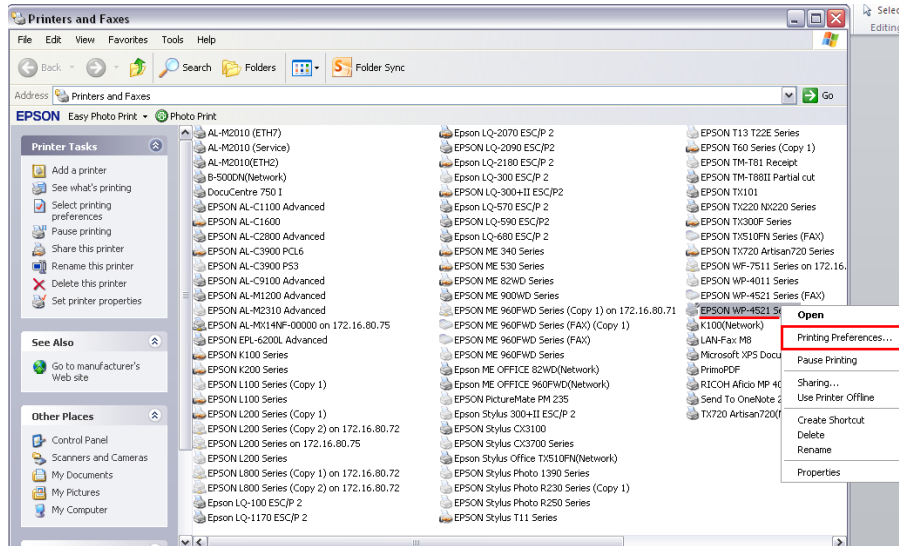 Printers and Faxes
Selec
Editing
File Edit View Favorites Tools Help
Back Search Folders Folder Sync
Address Printers and Faxes Go
EPSON Easy Photo Print Photo Print
Printer Tasks
Add a printer
See what's printing
Select printing
preferences
Pause printing
Share this printer
Rename this printer
Delete this printer
Set printer properties
See Also
Go to manufacturer's
Web site
Other Places
Control Panel
Scanners and Cameras
My Documents
My Pictures
My Computer
AL-M2010 (ETH7)
AL-M2010 (Service)
AL-M2010(ETH2)
B-500DN(Network)
DocuCentre 750 I
EPSON AL-C1100 Advanced
EPSON AL-C1600
EPSON AL-C2800 Advanced
EPSON AL-C3900 PCL6
EPSON AL-C3900 PS3
EPSON AL-C9100 Advanced
EPSON AL-M1200 Advanced
EPSON AL-M2310 Advanced
EPSON AL-MX14NF-00000 on 172.16.80.75
EPSON EPL-6200L Advanced
EPSON K100 Series
EPSON K200 Series
EPSON L100 Series (Copy 1)
EPSON L100 Series
EPSON L200 Series (Copy 1)
EPSON L200 Series (Copy 2) on 172.16.80.72
EPSON L200 Series on 172.16.80.75
EPSON L200 Series
EPSON L800 Series (Copy 1) on 172.16.80.72
EPSON L800 Series (Copy 2) on 172.16.80.72
Epson LQ-100 ESC/P 2
Epson LQ-1170 ESC/P 2
Epson LQ-2070 ESC/P 2
EPSON LQ-2090 ESC/P2
Epson LQ-2180 ESC/P 2
Epson LQ-300 ESC/P 2
EPSON LQ-300+II ESC/P2
Epson LQ-570 ESC/P 2
EPSON LQ-590 ESC/P2
Epson LQ-680 ESC/P 2
EPSON ME 340 Series
EPSON ME 530 Series
EPSON ME 82WD Series
EPSON ME 900WD Series
EPSON ME 960FWD Series (Copy 1) on 172.16.80.71
EPSON ME 960FWD Series (FAX) (Copy 1)
EPSON ME 960FWD Series (FAX)
EPSON ME 960FWD Series
Epson ME OFFICE 82WD(Network)
Epson ME OFFICE 960FWD(Network)
EPSON PictureMate PM 235
Epson Stylus 300+II ESC/P 2
EPSON Stylus CX3100
EPSON Stylus CX3700 Series
Epson Stylus Office TX510FN(Network)
EPSON Stylus Photo 1390 Series
EPSON Stylus Photo R230 Series (Copy 1)
EPSON Stylus Photo R250 Series
EPSON Stylus T11 Series
EPSON T13 T22E Series
EPSON T60 Series (Copy 1)
EPSON TM-T81 Receipt
EPSON TM-T88II Partial cut
EPSON TX101
EPSON TX220 NX220 Series
EPSON TX300F Series
EPSON TX510FN Series (FAX)
EPSON TX720 Artisan720 Series
EPSON WF-7511 Series on 172.16.
EPSON WP-4011 Series
EPSON WP-4521 Series (FAX)
EPSON WP-4521 Se
K100(Network)
LAN-Fax M8
Microsoft XPS Docu
PrimoPDF
RICOH Aficio MP 40
Send To OneNote 2
TX720 Artisan720(
Open
Printing Preferences...
Pause Printing
Sharing...
Use Printer Offline
Create Shortcut
Delete
Rename
Properties